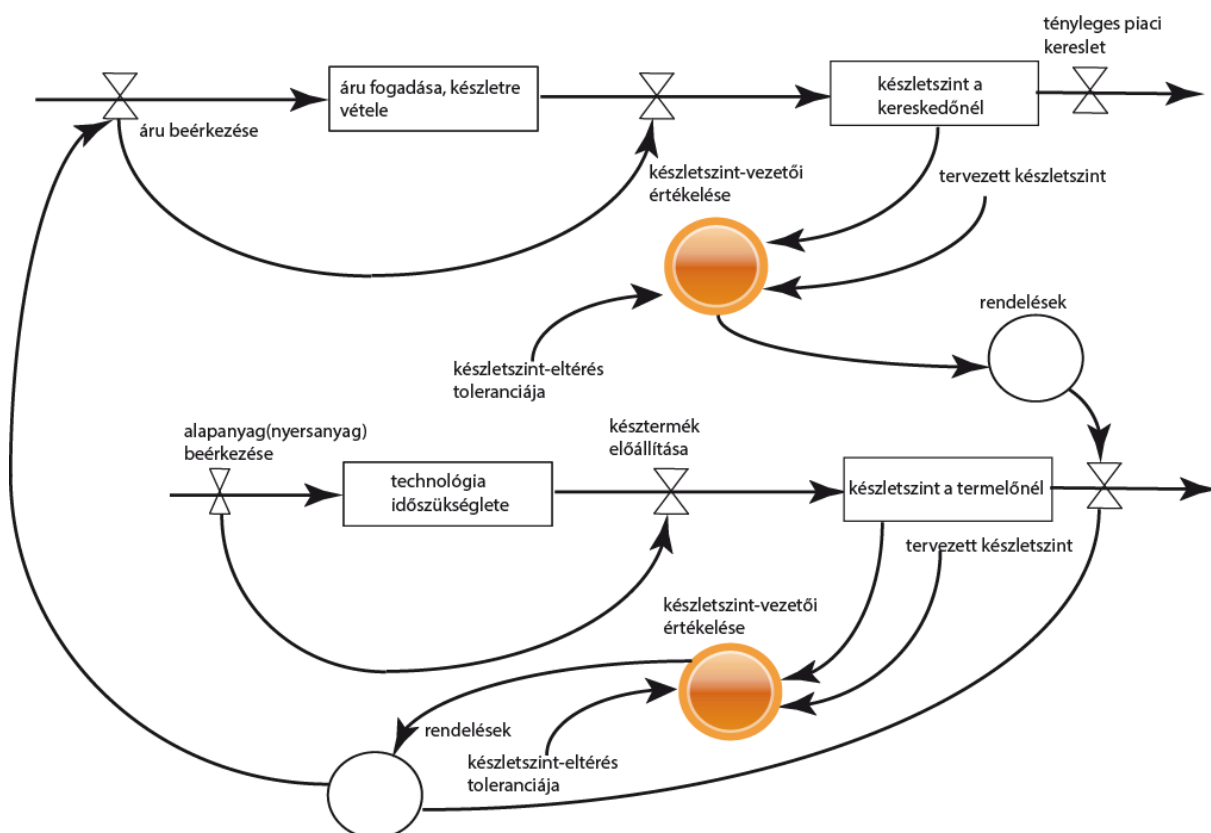 tényleges piaci
kereslet
áru fogadása, készletre
vétele
készletszint a
kereskedőnél
áru beérkezése
készletszint-vezetői
értékelése
tervezett készletszint
rendelések
készletszint-eltérés
toleranciája
alapanyag(nyersanyag)
beérkezése
késztermék
előállítása
technológia
időszükséglete
készletszint a termelőnél
tervezett készletszint
készletszint-vezetői
értékelése
rendelések
készletszint-eltérés
toleranciája